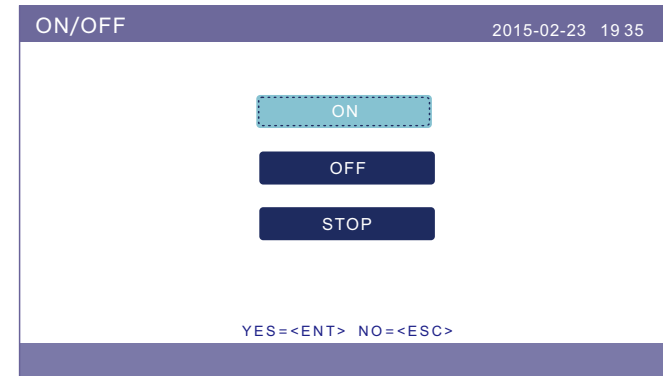 ON/OFF 2015-02-23 19 35
ON
OFF
STOP
YES=<ENT> NO=<ESC>